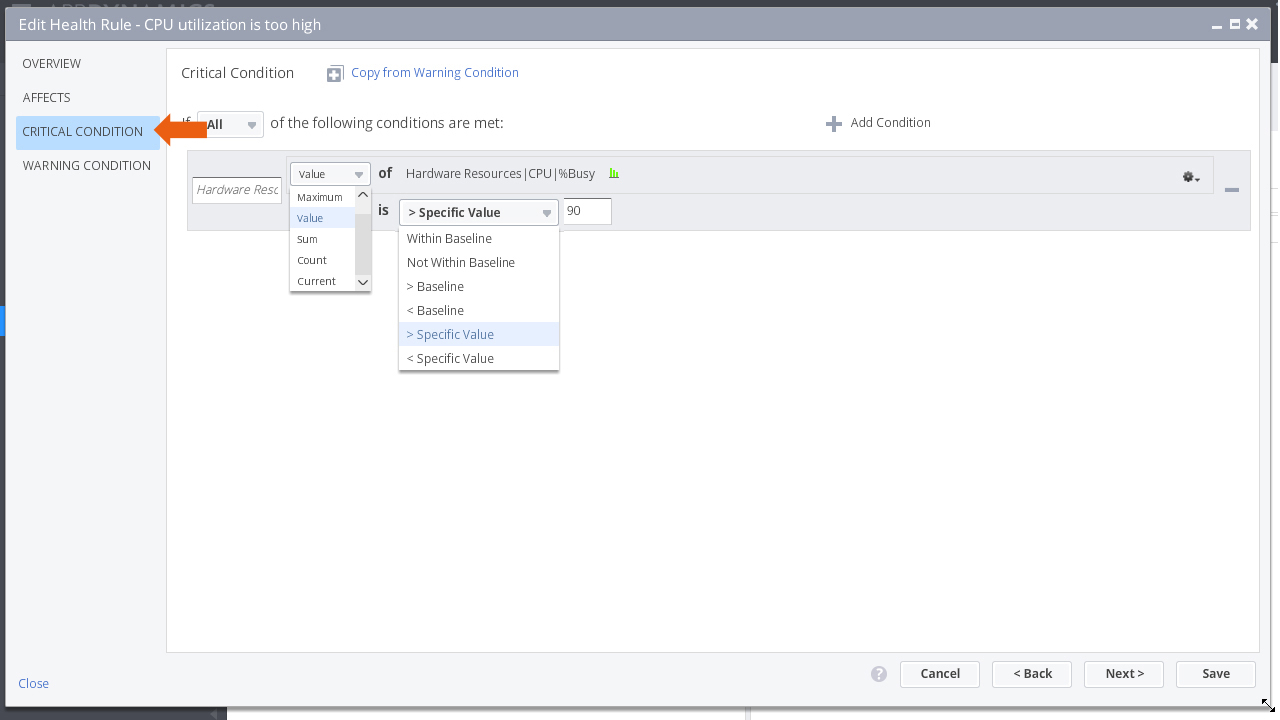 Edit Health Rule - CPU utilization is too high
OVERVIEW
AFFECTS
CRITICAL CONDITION
WARNING CONDITION
Critical Condition
Copy from Warning Condition
If All of the following conditions are met:
Add Condition
Hardware Resc
Value of Hardware Resources|CPU|%Busy
Maximum
Value
Sum
Count
Current
is > Specific Value 90
Within Baseline
Not Within Baseline
> Baseline
< Baseline
> Specific Value
< Specific Value
Close
?
Cancel
< Back
Next >
Save